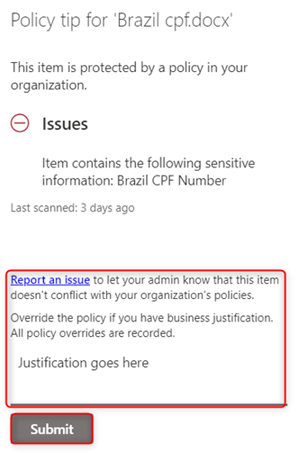 Policy tip for 'Brazil cpf.docx'
This item is protected by a policy in your
organization.
Issues
Item contains the following sensitive
information: Brazil CPF Number
Last scanned: 3 days ago
Report an issue to let your admin know that this item
doesn't conflict with your organization's policies.
Override the policy if you have business justification.
All policy overrides are recorded.
Justification goes here
Submit